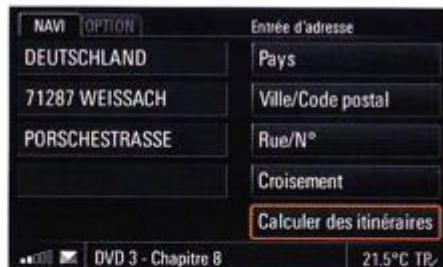 NAVI OPTION Entrée d'adresse
DEUTSCHLAND Pays
71287 WEISSACH Ville/Code postal
PORSCHESTRASSE Rue/N°
Croisement
Calculer des itinéraires
DVD 3 - Chapitre 8 21.5°C TP